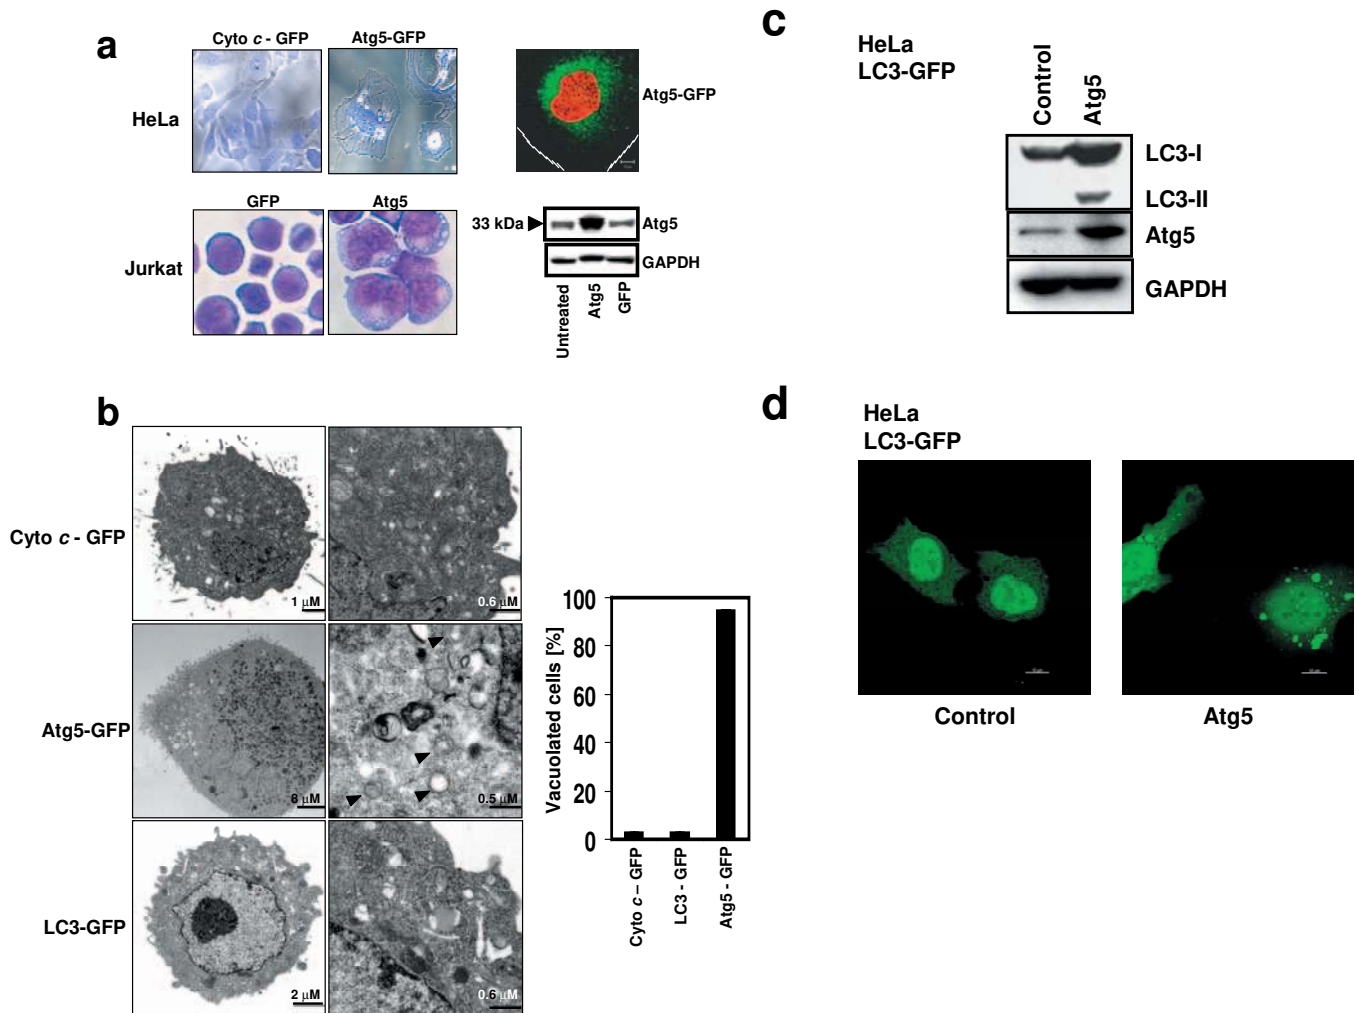 a
Cyto c - GFP
Atg5-GFP
HeLa
Atg5-GFP
GFP
Atg5
Jurkat
33 kDa
Atg5
GAPDH
Untreated
Atg5
GFP
b
Cyto c - GFP
1 µM
0.6 µM
Atg5-GFP
8 µM
0.5 µM
LC3-GFP
2 µM
0.6 µM
Vacuolated cells [%]
100
80
60
40
20
0
Cyto c – GFP
LC3 - GFP
Atg5 - GFP
c
HeLa
LC3-GFP
Control
Atg5
LC3-I
LC3-II
Atg5
GAPDH
d
HeLa
LC3-GFP
Control
Atg5